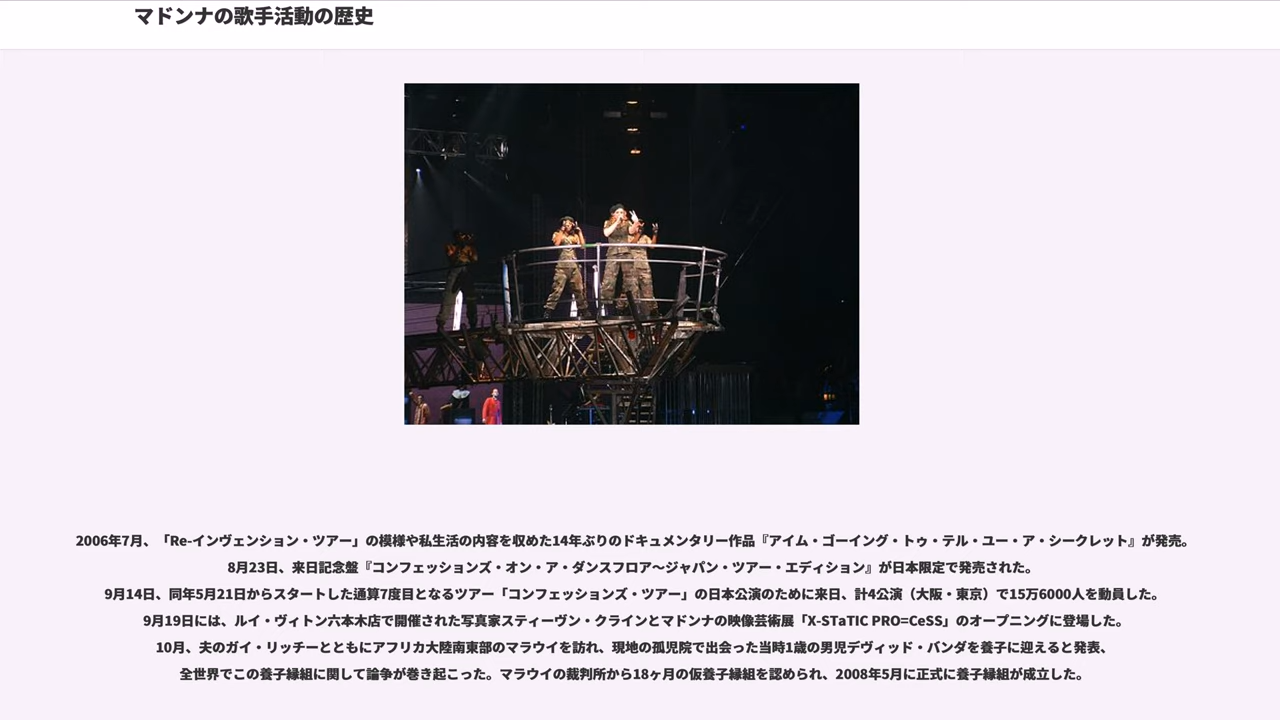 マドンナの歌手活動の歴史
2006年7月、「Re-インヴェンション・ツアー」の模様や私生活の内容を収めた14年ぶりのドキュメンタリー作品『アイム・ゴーイング・トゥ・テル・ユー・ア・シークレット』が発売。
8月23日、来日記念盤『コンフェッションズ・オン・ア・ダンスフロア〜ジャパン・ツアー・エディション』が日本限定で発売された。
9月14日、同年5月21日からスタートした通算7度目となるツアー「コンフェッションズ・ツアー」の日本公演のために来日、計4公演（大阪・東京）で15万6000人を動員した。
9月19日には、ルイ・ヴィトン六本木店で開催された写真家スティーヴン・クラインとマドンナの映像芸術展「X-STaTIC PRO=CeSS」のオープニングに登場した。
10月、夫のガイ・リッチーとともにアフリカ大陸南東部のマラウイを訪れ、現地の孤児院で出会った当時1歳の男児デヴィッド・バンダを養子に迎えると発表、
全世界でこの養子縁組に関して論争が巻き起こった。マラウイの裁判所から18ヶ月の仮養子縁組を認められ、2008年5月に正式に養子縁組が成立した。